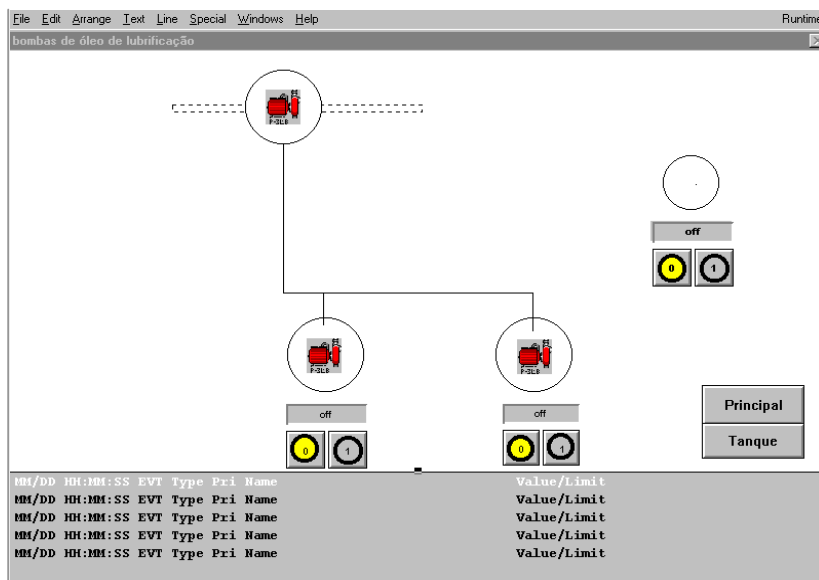 File Edit Arrange Text Line Special Windows Help Runtime
bombas de óleo de lubrificação
P-3LB
off
0 1
P-3LB P-3LB
off off
0 1 0 1
Principal
Tanque
MM/DD HH:MM:SS EVT Type Pri Name Value/Limit
MM/DD HH:MM:SS EVT Type Pri Name Value/Limit
MM/DD HH:MM:SS EVT Type Pri Name Value/Limit
MM/DD HH:MM:SS EVT Type Pri Name Value/Limit
MM/DD HH:MM:SS EVT Type Pri Name Value/Limit